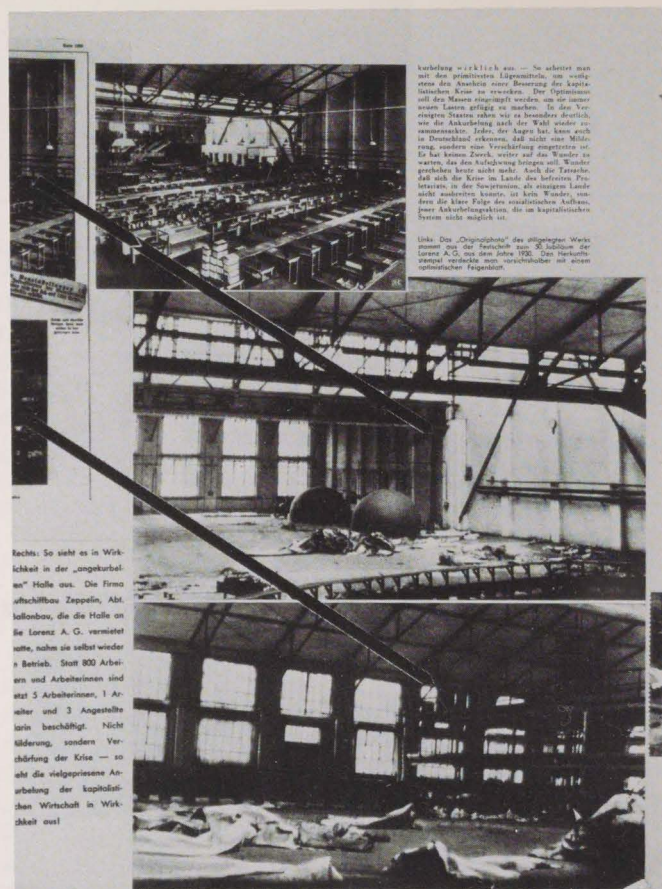 kurbelung wirklich aus. — So arbeitet man
mit den primitivsten Lügenmitteln, um wenig-
stens den Anschein einer Besserung der kapita-
listischen Krise zu erwecken. Der Optimismus
soll den Massen eingeimpft werden, um sie immer
neuen Lasten gefügig zu machen. In den Ver-
einigten Staaten sahen wir es besonders deutlich,
wie die Ankurbelung nach der Wahl wieder zu-
sammensackte. Jeder, der Augen hat, kann auch
in Deutschland erkennen, daß nicht eine Milde-
rung, sondern eine Verschärfung eingetreten ist.
Es hat keinen Zweck, weiter auf das Wunder zu
warten, das den Aufschwung bringen soll. Wunder
geschehen heute nicht mehr. Auch die Tatsache,
daß sich die Krise im Lande des befreiten Pro-
letariats, in der Sowjetunion, als einzigem Lande
nicht ausbreiten konnte, ist kein Wunder, son-
dern die klare Folge des sozialistischen Aufbaus,
jener Ankurbelungsaktion, die im kapitalistischen
System nicht möglich ist.
Links: Das „Originalphoto" des stillgelegten Werks
stammt aus der Festschrift zum 50. Jubiläum der
Lorenz A. G. aus dem Jahre 1930. Den Herkunfts-
stempel verdeckte man vorsichtshalber mit einem
optimistischen Feigenblatt.
Rechts: So sieht es in Wirk-
lichkeit in der „angekurbel-
ten" Halle aus. Die Firma
Luftschiffbau Zeppelin, Abt.
Ballonbau, die die Halle an
die Lorenz A. G. vermietet
hatte, nahm sie selbst wieder
in Betrieb. Statt 800 Arbei-
tern und Arbeiterinnen sind
jetzt 5 Arbeiterinnen, 1 Ar-
beiter und 3 Angestellte
darin beschäftigt. Nicht
Milderung, sondern Ver-
schärfung der Krise — so
sieht die vielgepriesene An-
kurbelung der kapitalisti-
schen Wirtschaft in Wirk-
lichkeit aus!